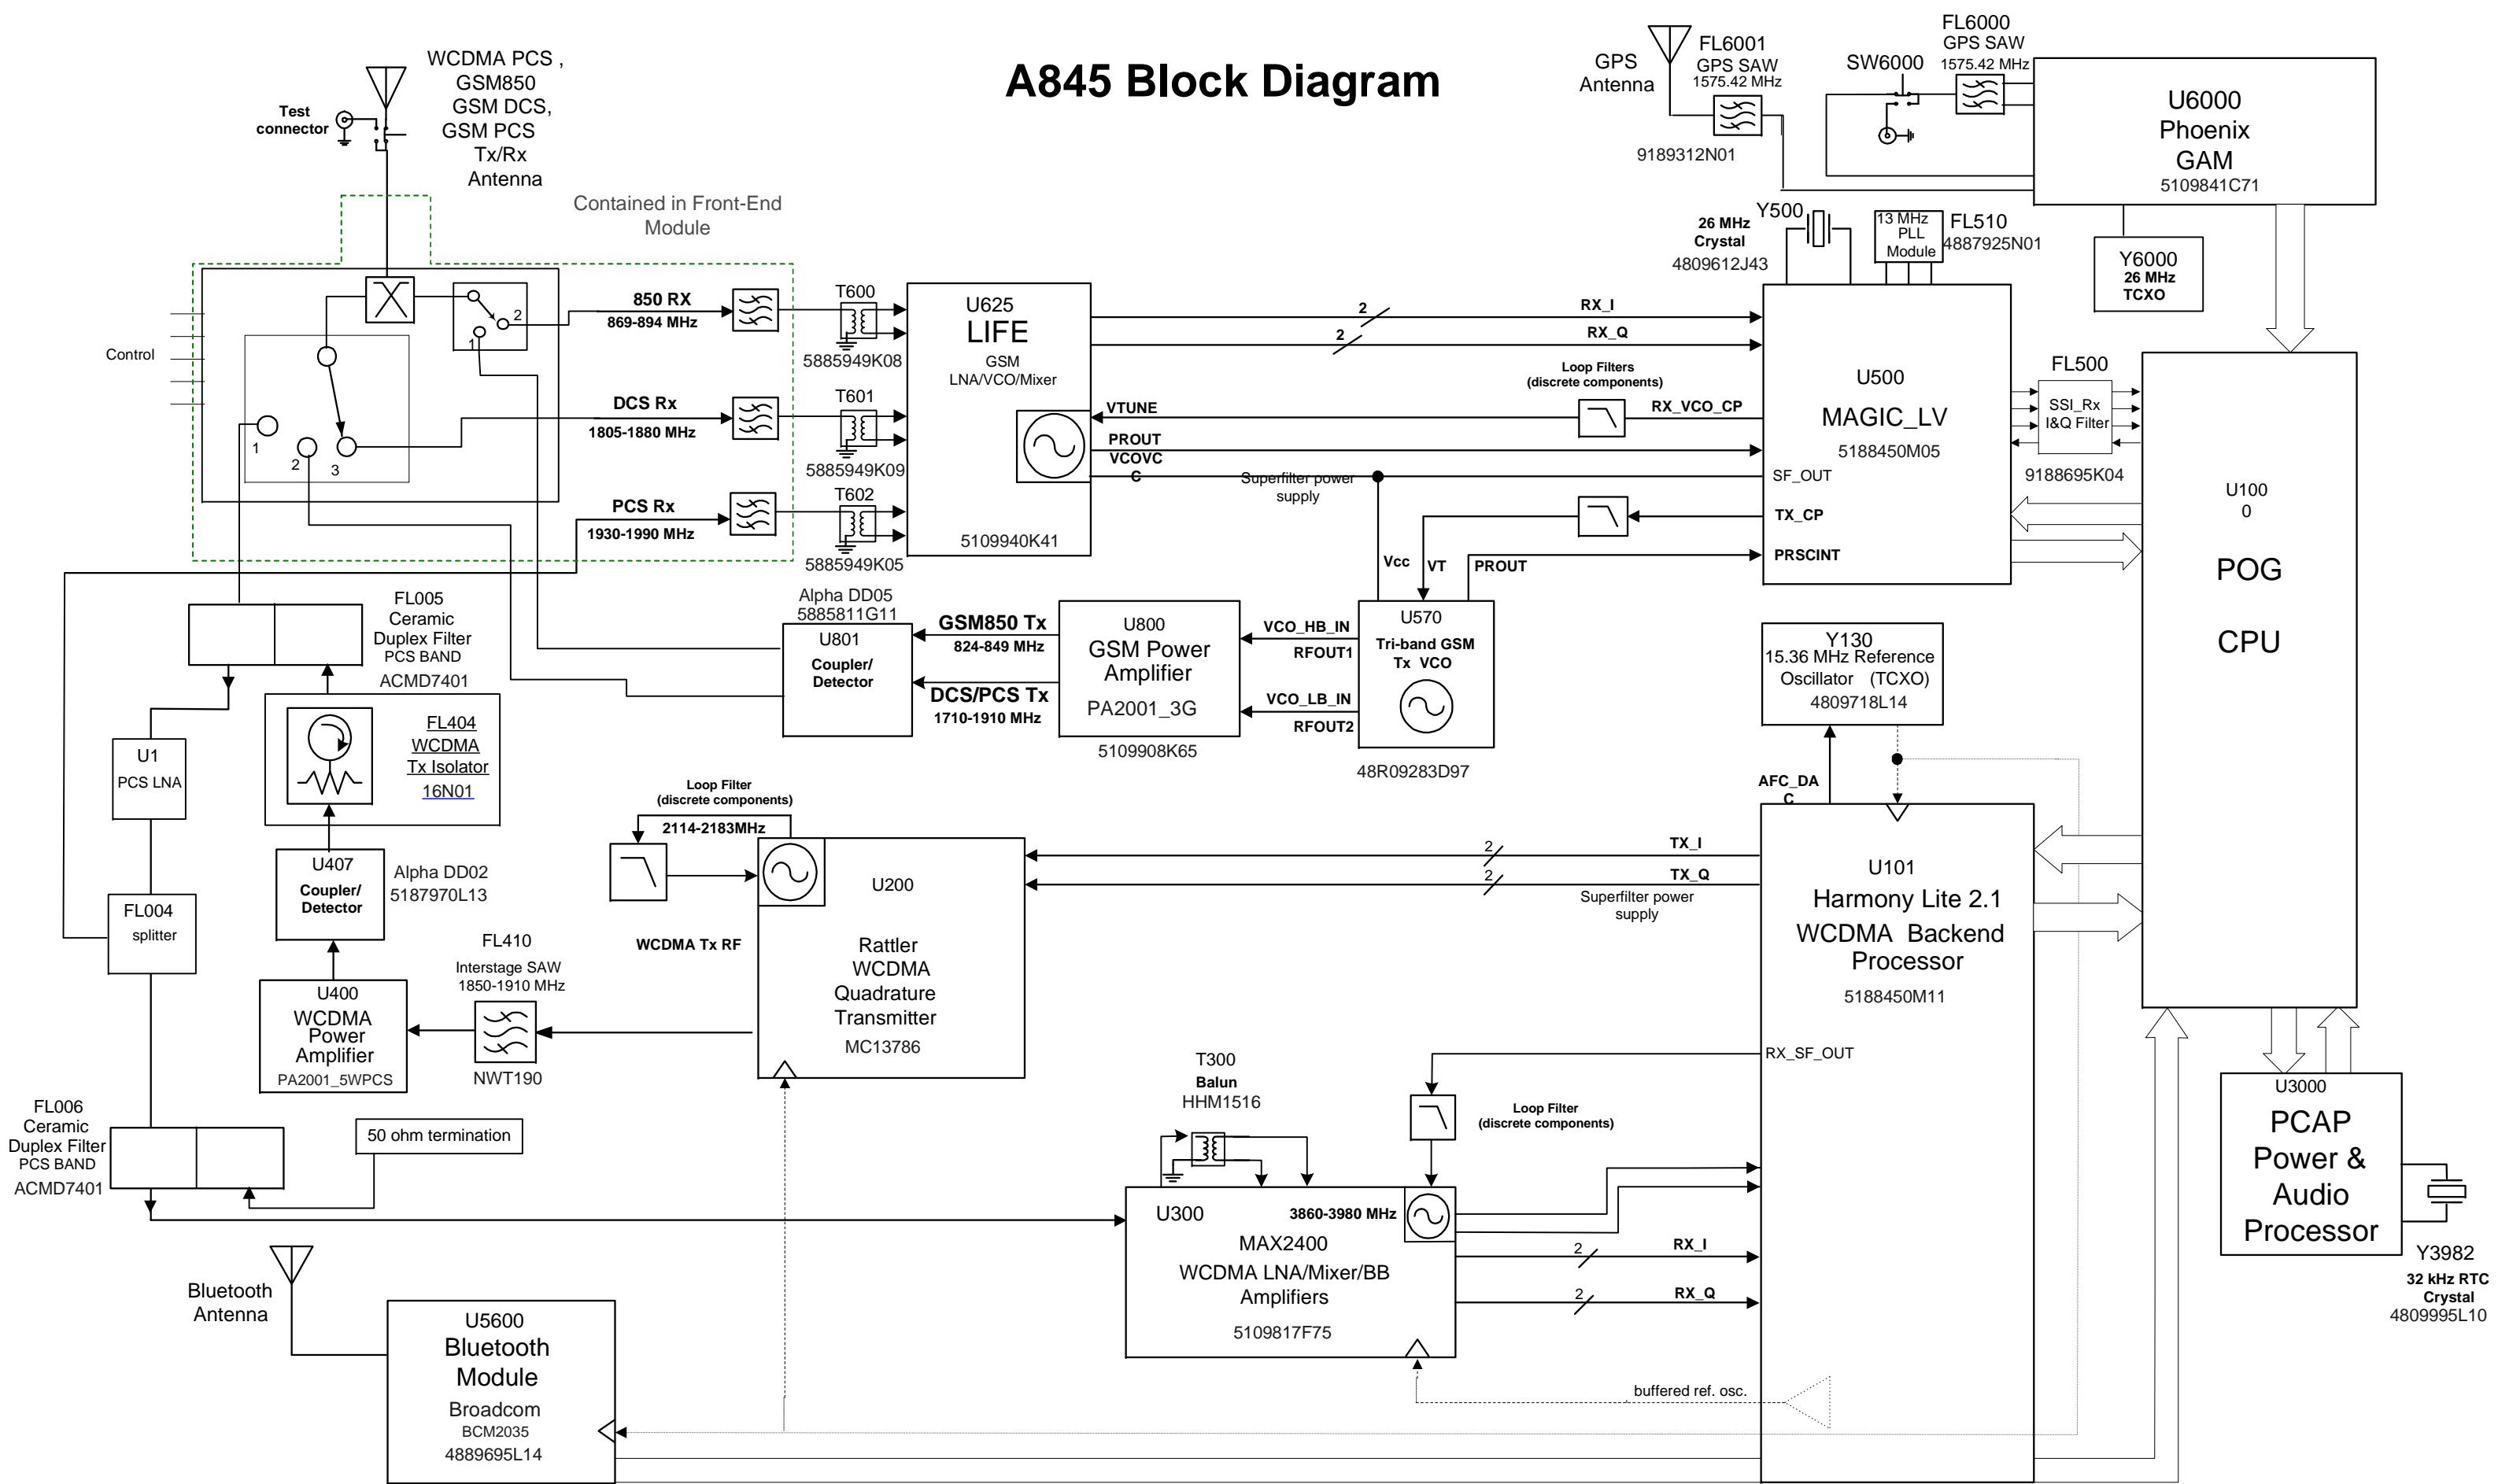 A845 Block Diagram
WCDMA PCS ,
GSM850
GSM DCS,
GSM PCS
Tx/Rx
Antenna
Test
connector
Contained in Front-End
Module
Control
2
1
1
2
3
850 RX
869-894 MHz
DCS Rx
1805-1880 MHz
PCS Rx
1930-1990 MHz
T600
5885949K08
T601
5885949K09
T602
5885949K05
U625
LIFE
GSM
LNA/VCO/Mixer
5109940K41
GPS
Antenna
FL6001
GPS SAW
1575.42 MHz
9189312N01
SW6000
FL6000
GPS SAW
1575.42 MHz
U6000
Phoenix
GAM
5109841C71
Y6000
26 MHz
TCXO
Y500
26 MHz
Crystal
4809612J43
13 MHz
PLL
Module
FL510
4887925N01
2
RX_I
2
RX_Q
Loop Filters
(discrete components)
VTUNE
RX_VCO_CP
PROUT
VCOVC
C
Superfilter power
supply
SF_OUT
TX_CP
PRSCINT
Vcc
VT
PROUT
U500
MAGIC_LV
5188450M05
FL500
SSI_Rx
I&Q Filter
9188695K04
U100
0
POG
CPU
FL005
Ceramic
Duplex Filter
PCS BAND
ACMD7401
Alpha DD05
5885811G11
U801
Coupler/
Detector
GSM850 Tx
824-849 MHz
DCS/PCS Tx
1710-1910 MHz
U800
GSM Power
Amplifier
PA2001_3G
5109908K65
VCO_HB_IN
RFOUT1
VCO_LB_IN
RFOUT2
U570
Tri-band GSM
Tx VCO
48R09283D97
Y130
15.36 MHz Reference
Oscillator (TCXO)
4809718L14
AFC_DA
C
U1
PCS LNA
FL404
WCDMA
Tx Isolator
16N01
U407
Coupler/
Detector
Alpha DD02
5187970L13
FL004
splitter
Loop Filter
(discrete components)
2114-2183MHz
U200
Rattler
WCDMA
Quadrature
Transmitter
MC13786
WCDMA Tx RF
FL410
Interstage SAW
1850-1910 MHz
NWT190
U400
WCDMA
Power
Amplifier
PA2001_5WPCS
2
TX_I
2
TX_Q
Superfilter power
supply
U101
Harmony Lite 2.1
WCDMA Backend
Processor
5188450M11
RX_SF_OUT
FL006
Ceramic
Duplex Filter
PCS BAND
ACMD7401
50 ohm termination
T300
Balun
HHM1516
Loop Filter
(discrete components)
U300
3860-3980 MHz
MAX2400
WCDMA LNA/Mixer/BB
Amplifiers
5109817F75
2
RX_I
2
RX_Q
buffered ref. osc.
U3000
PCAP
Power &
Audio
Processor
Y3982
32 kHz RTC
Crystal
4809995L10
Bluetooth
Antenna
U5600
Bluetooth
Module
Broadcom
BCM2035
4889695L14